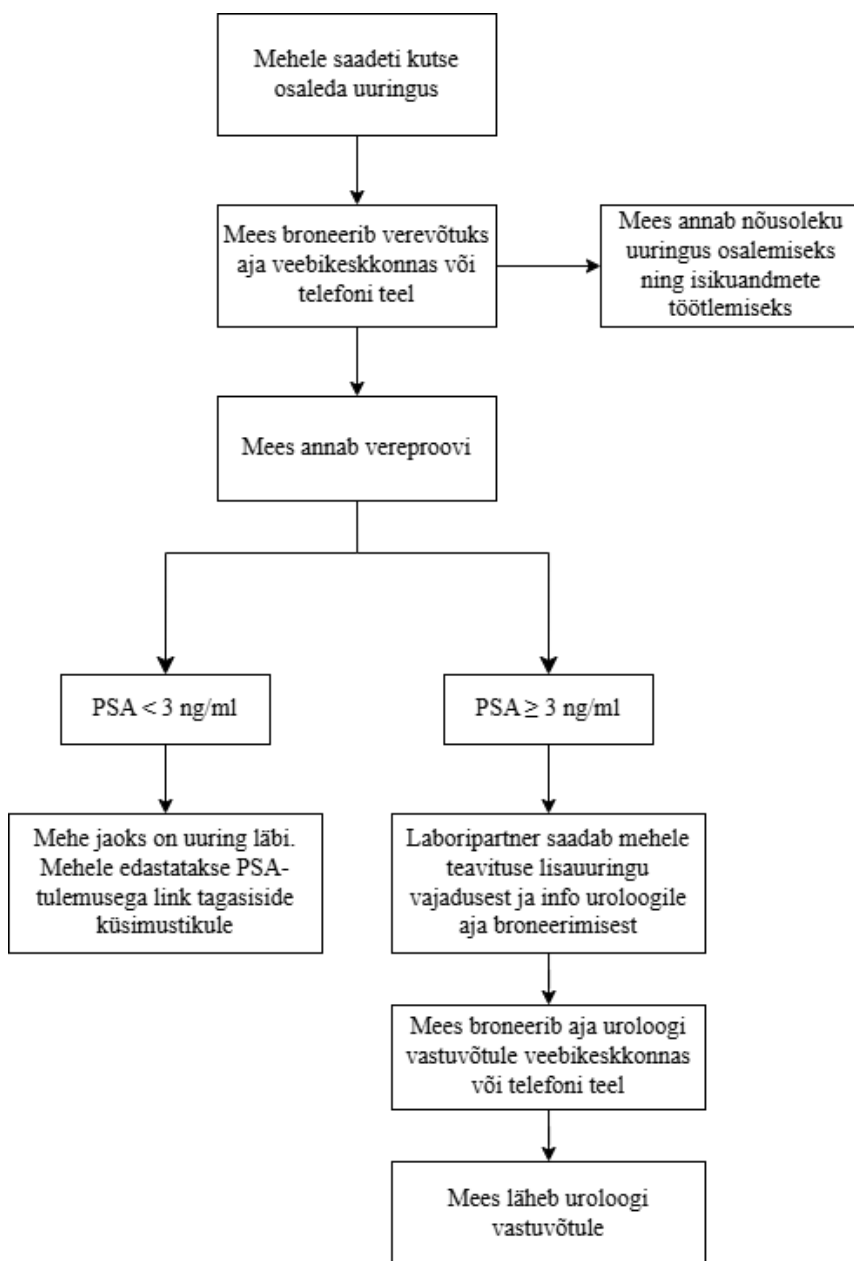 Mehele saadeti kutse
osaleda uuringus
Mees broneerib verevõtuks
aja veebikeskkonnas või
telefoni teel
Mees annab nõusoleku
uuringus osalemiseks
ning isikuandmete
töötlemiseks
Mees annab vereproovi
PSA < 3 ng/ml
PSA ≥ 3 ng/ml
Mehe jaoks on uuring läbi.
Mehele edastatakse PSA-
tulemusega link tagasiside
küsimustikule
Laboripartner saadab mehele
teavituse lisauuringu
vajadusest ja info uroloogile
aja broneerimisest
Mees broneerib aja uroloogi
vastuvõtule veebikeskkonnas
või telefoni teel
Mees läheb uroloogi
vastuvõtule